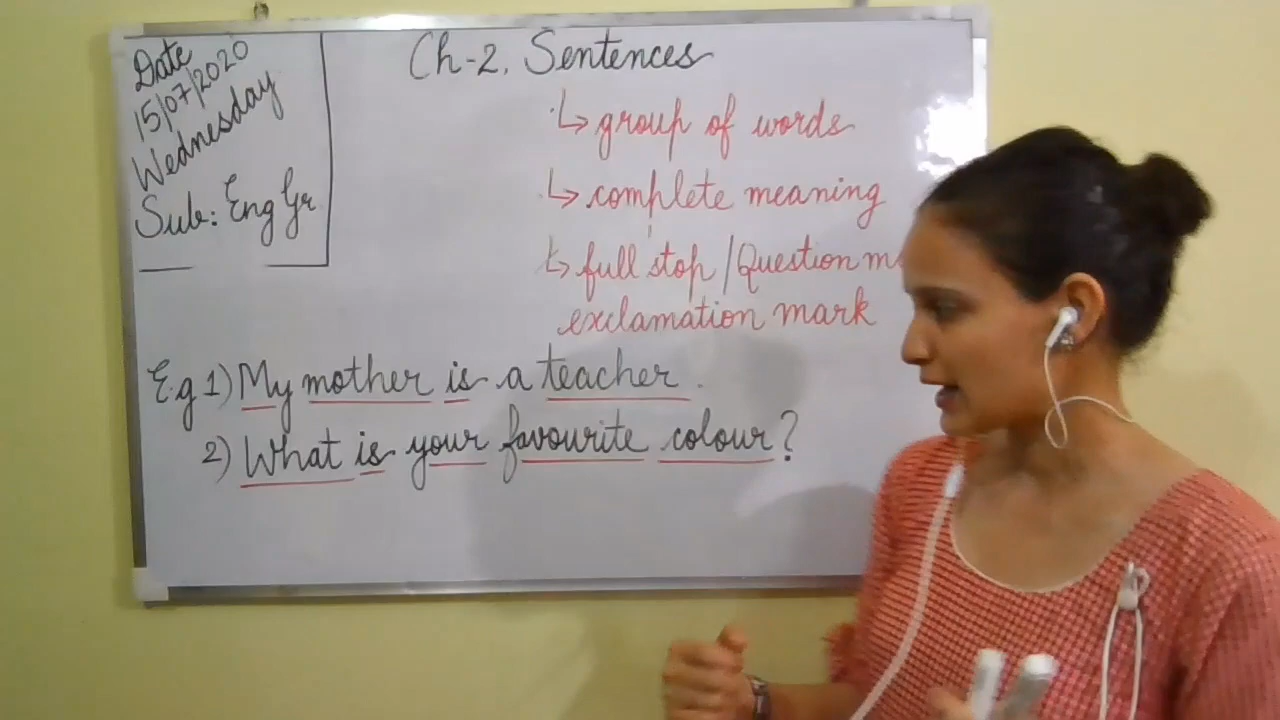 Date
15/07/2020
Wednesday
Sub: Eng Gr
Ch-2. Sentences
↳ group of words
↳ complete meaning
↳ full stop / Question
exclamation mark
E.g 1) My mother is a teacher.
2) What is your favourite colour?